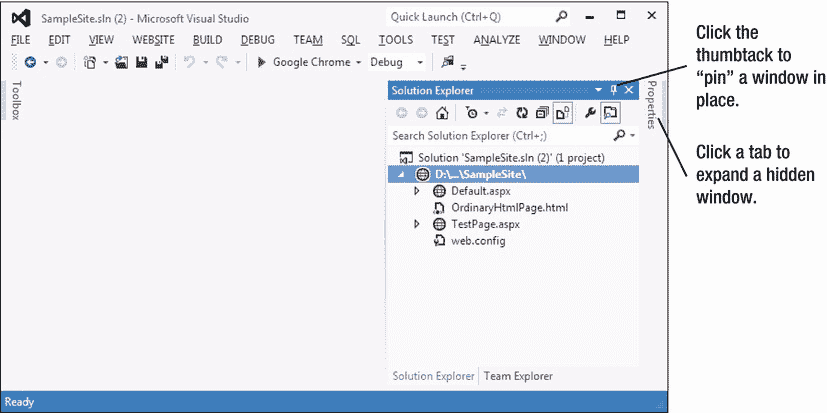 SampleSite.sln (2) - Microsoft Visual Studio
Quick Launch (Ctrl+Q)
FILE EDIT VIEW WEBSITE BUILD DEBUG TEAM SQL TOOLS TEST ANALYZE WINDOW HELP
Google Chrome Debug
Toolbox
Solution Explorer
Properties
Search Solution Explorer (Ctrl+;)
Solution 'SampleSite.sln (2)' (1 project)
D:\...\SampleSite\
Default.aspx
OrdinaryHtmlPage.html
TestPage.aspx
web.config
Solution Explorer Team Explorer
Ready
Click the
thumbtack to
“pin” a window in
place.
Click a tab to
expand a hidden
window.